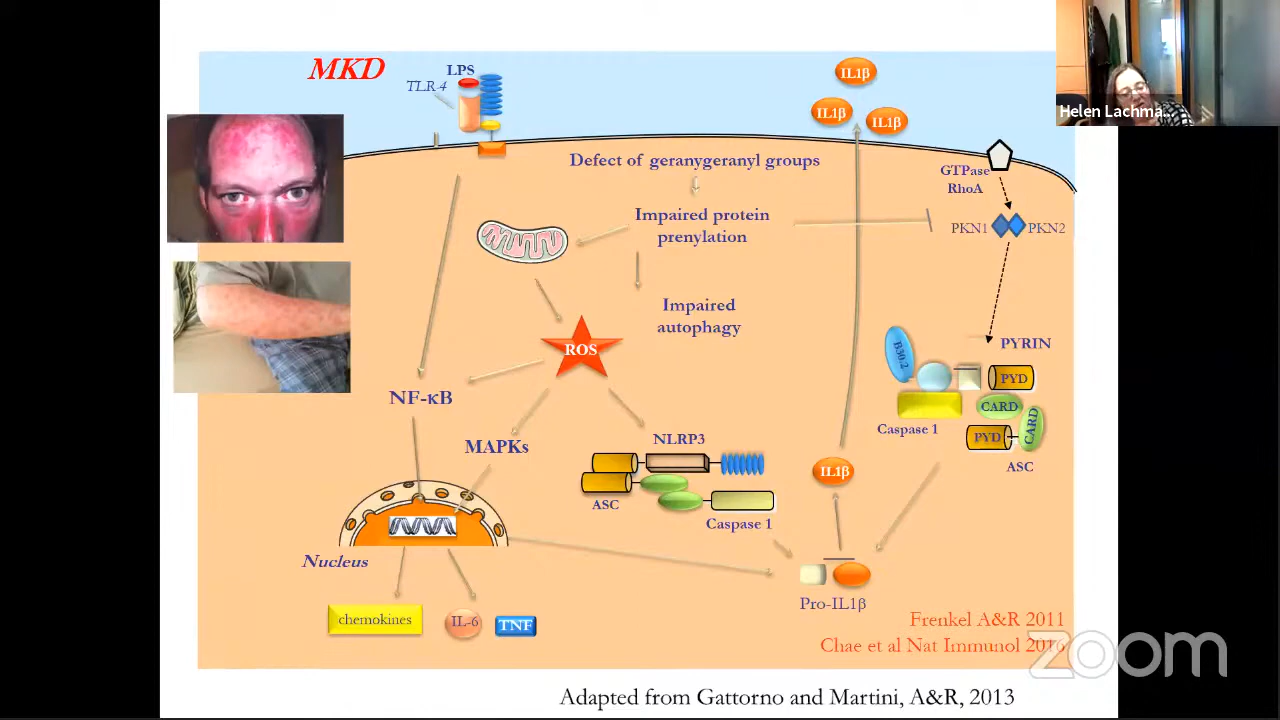 MKD
LPS
TLR4
IL1β
IL1β
IL1β
Helen Lachma...
Defect of geranygeranyl groups
GTPase
RhoA
Impaired protein
prenylation
PKN1
PKN2
Impaired
autophagy
ROS
PYRIN
B30.2
PYD
NF-κB
CARD
Caspase 1
PYD
CARD
ASC
MAPKs
NLRP3
IL1β
ASC
Caspase 1
Nucleus
Pro-IL1β
chemokines
IL-6
TNF
Frenkel A&R 2011
Chae et al Nat Immunol 2016
zoom
Adapted from Gattorno and Martini, A&R, 2013